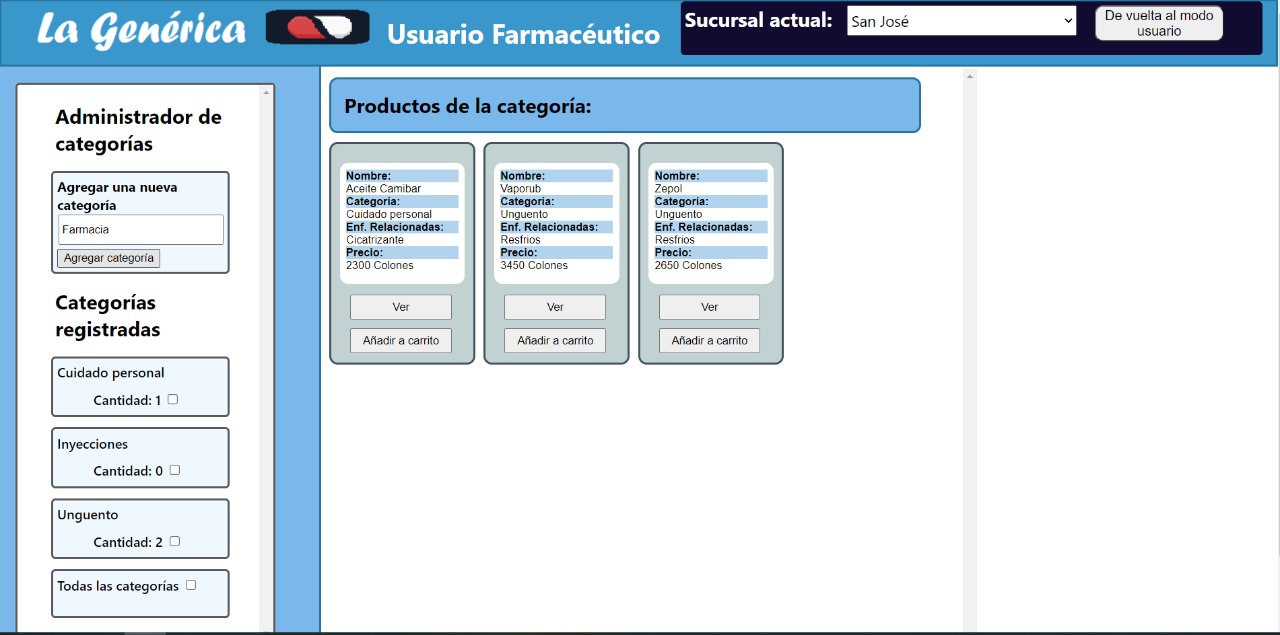 La Genérica
Usuario Farmacéutico
Sucursal actual:
San José
De vuelta al modo
usuario
Administrador de
categorías
Agregar una nueva
categoría
Farmacia
Agregar categoría
Categorías
registradas
Cuidado personal
Cantidad: 1
Inyecciones
Cantidad: 0
Unguento
Cantidad: 2
Todas las categorías
Productos de la categoría:
Nombre:
Aceite Camibar
Categoría:
Cuidado personal
Enf. Relacionadas:
Cicatrizante
Precio:
2300 Colones
Ver
Añadir a carrito
Nombre:
Vaporub
Categoría:
Unguento
Enf. Relacionadas:
Resfrios
Precio:
3450 Colones
Ver
Añadir a carrito
Nombre:
Zepol
Categoría:
Unguento
Enf. Relacionadas:
Resfrios
Precio:
2650 Colones
Ver
Añadir a carrito